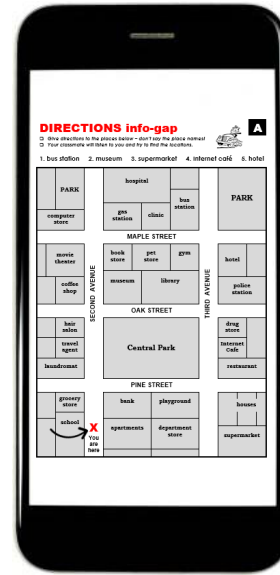 DIRECTIONS info-gap
A
Give directions to the places below – don't say the place names!
Your classmate will listen to you and try to find the locations.
1. bus station 2. museum 3. supermarket 4. Internet café 5. hotel
PARK
hospital
PARK
computer
store
gas
station
clinic
bus
station
MAPLE STREET
movie
theater
book
store
pet
store
gym
hotel
coffee
shop
museum
library
police
station
SECOND AVENUE
THIRD AVENUE
OAK STREET
hair
salon
travel
agent
laundromat
Central Park
drug
store
Internet
Cafe
restaurant
PINE STREET
grocery
store
school
bank
playground
apartments
department
store
houses
supermarket
X
You
are
here